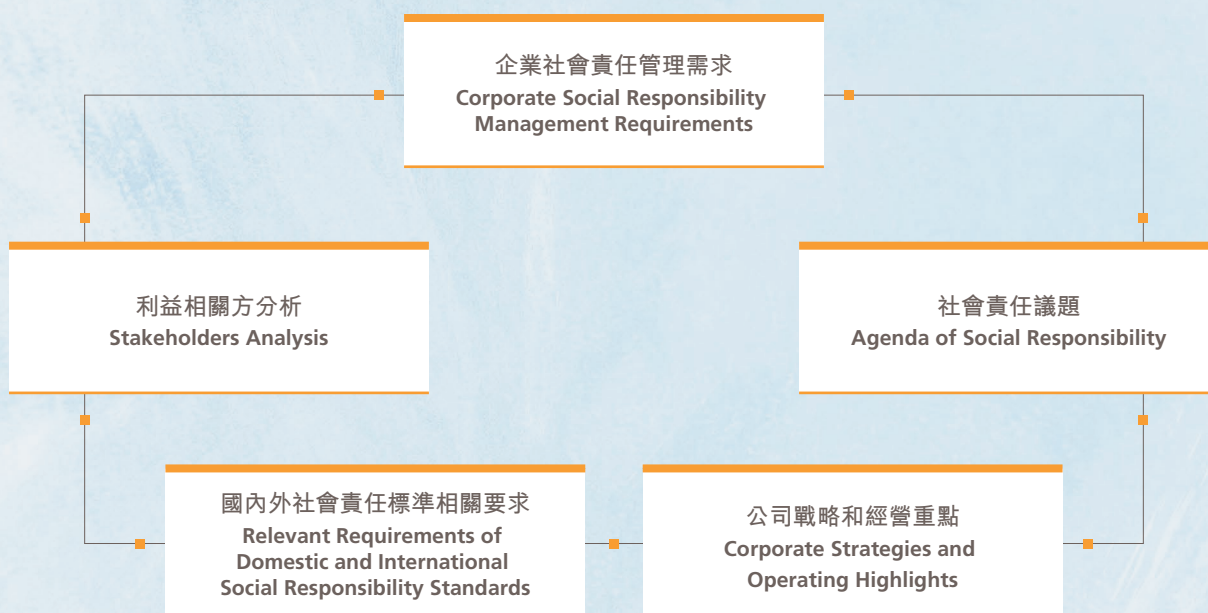 企業社會責任管理需求
Corporate Social Responsibility
Management Requirements
利益相關方分析
Stakeholders Analysis
社會責任議題
Agenda of Social Responsibility
國內外社會責任標準相關要求
Relevant Requirements of
Domestic and International
Social Responsibility Standards
公司戰略和經營重點
Corporate Strategies and
Operating Highlights